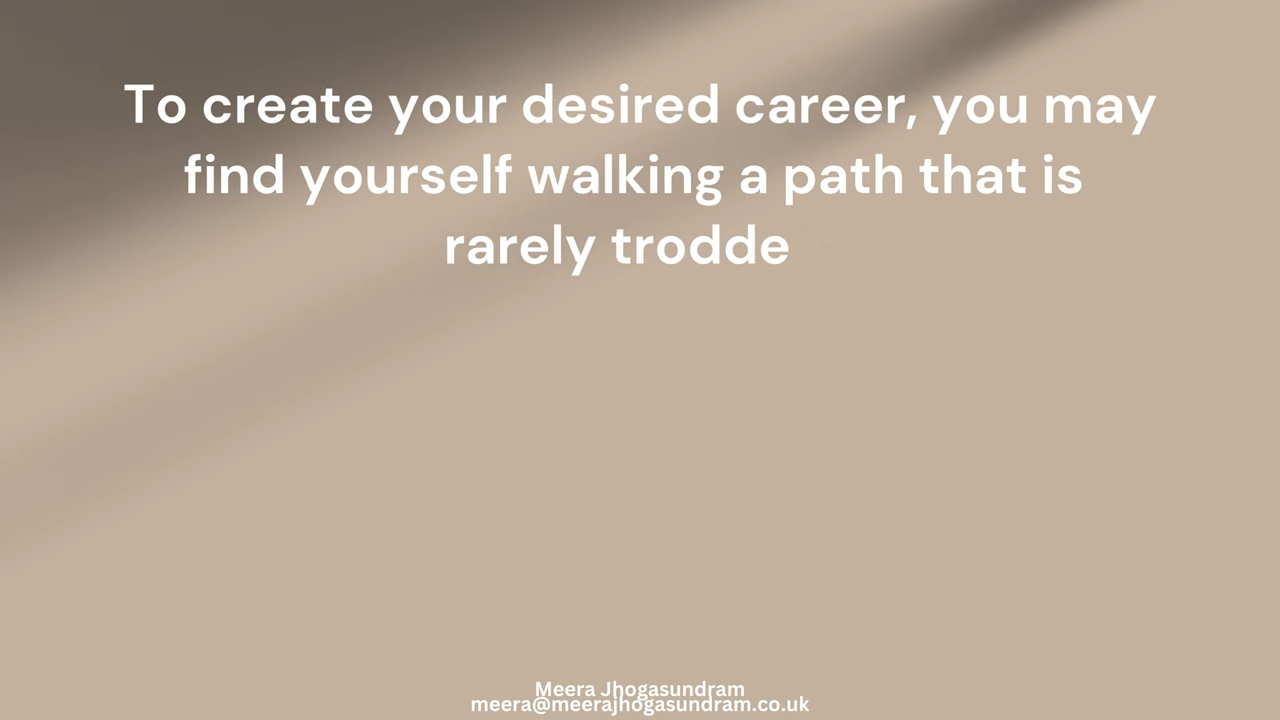 To create your desired career, you may
find yourself walking a path that is
rarely trodde
Meera Jhogasundram
meera@meerajhogasundram.co.uk